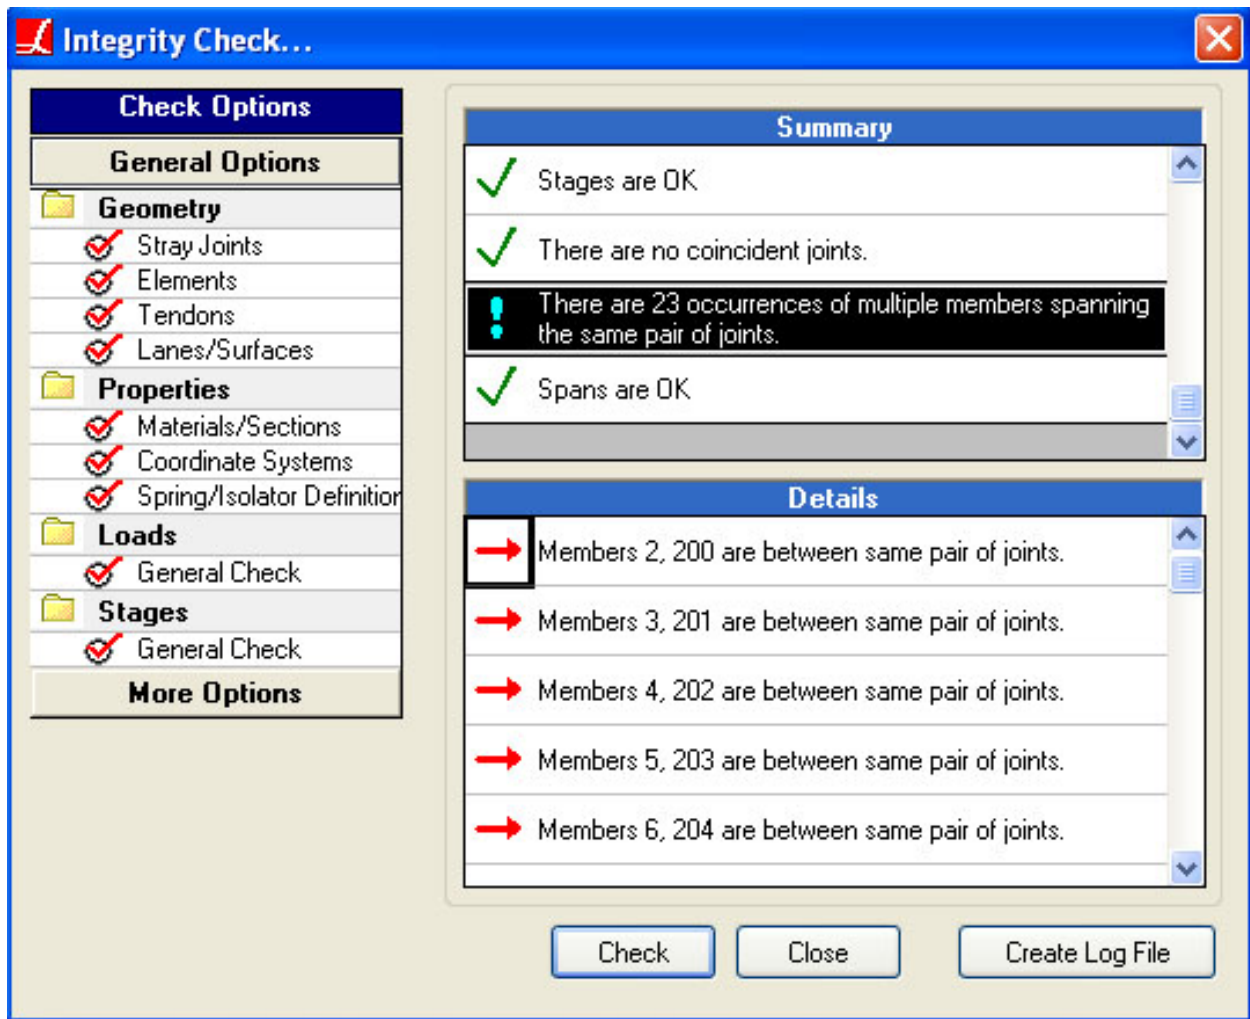 Integrity Check...
Check Options
General Options
Geometry
Stray Joints
Elements
Tendons
Lanes/Surfaces
Properties
Materials/Sections
Coordinate Systems
Spring/Isolator Definition
Loads
General Check
Stages
General Check
More Options
Summary
Stages are OK
There are no coincident joints.
There are 23 occurrences of multiple members spanning
the same pair of joints.
Spans are OK
Details
Members 2, 200 are between same pair of joints.
Members 3, 201 are between same pair of joints.
Members 4, 202 are between same pair of joints.
Members 5, 203 are between same pair of joints.
Members 6, 204 are between same pair of joints.
Check
Close
Create Log File